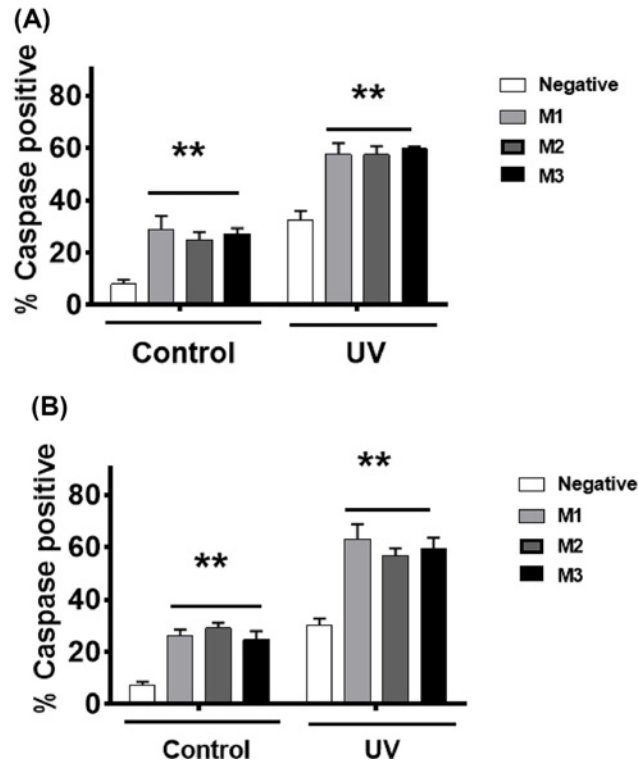 (A)
% Caspase positive
80
60
40
20
0
**
**
Control
UV
Negative
M1
M2
M3
(B)
% Caspase positive
80
60
40
20
0
**
**
Control
UV
Negative
M1
M2
M3